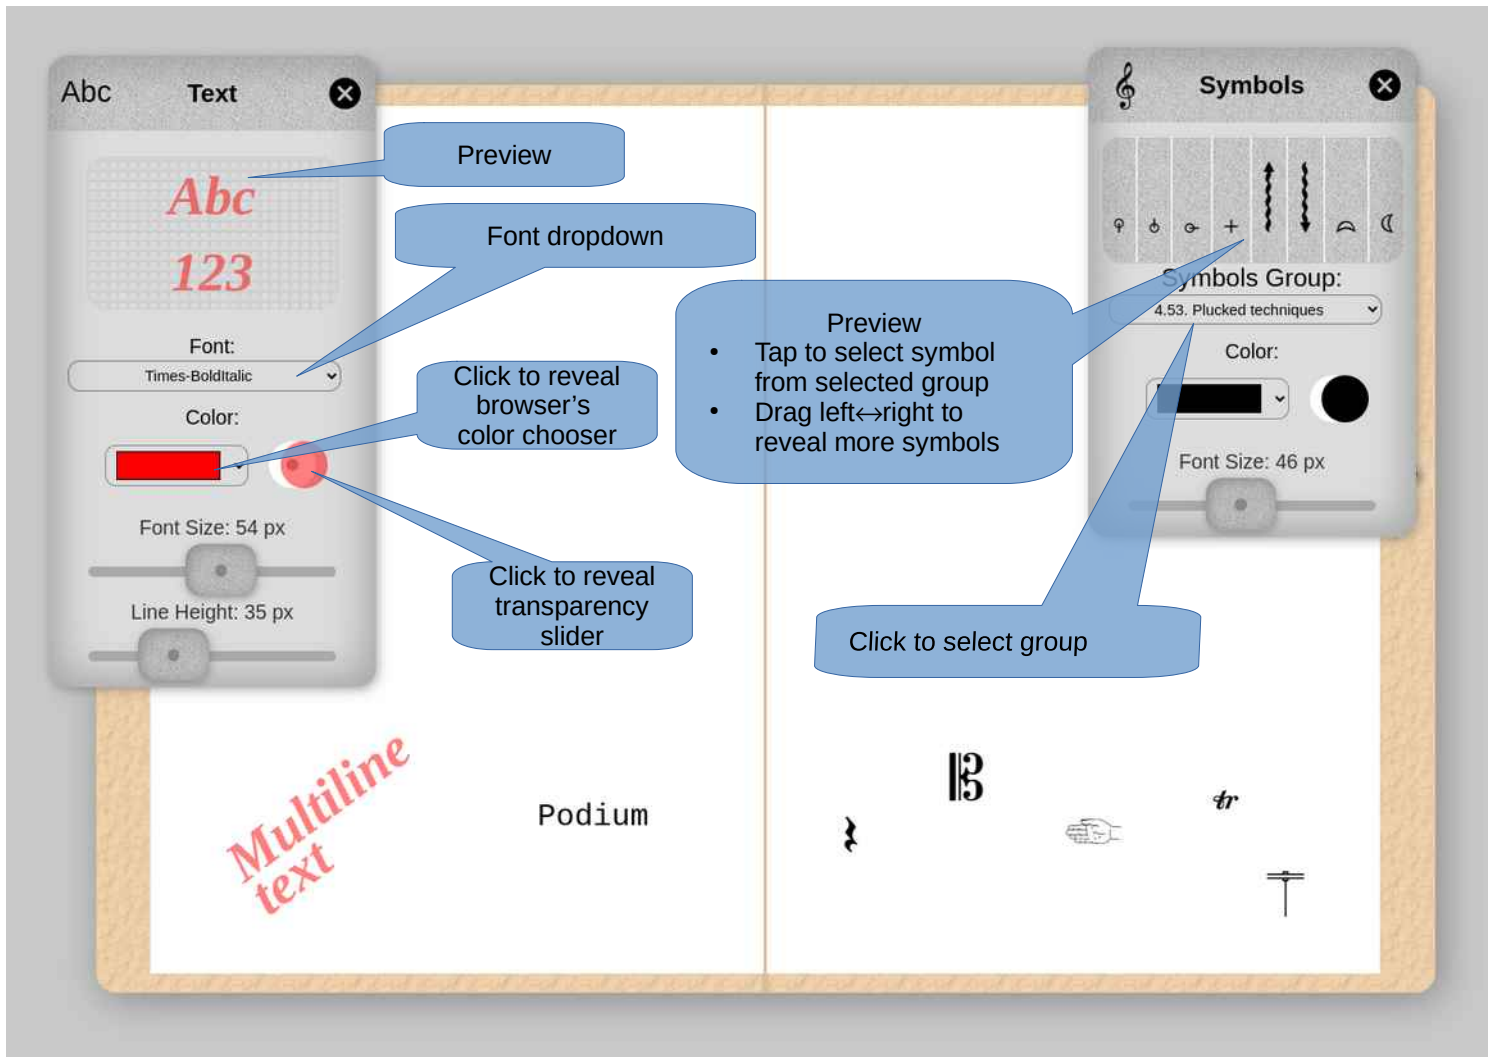 Abc
Text
Abc
123
Font:
Times-BoldItalic
Color:
Font Size: 54 px
Line Height: 35 px
Preview
Font dropdown
Click to reveal
browser’s
color chooser
Click to reveal
transparency
slider
Preview
• Tap to select symbol
from selected group
• Drag left↔right to
reveal more symbols
Symbols
Symbols Group:
4.53. Plucked techniques
Color:
Font Size: 46 px
Click to select group
Multiline
text
Podium
tr